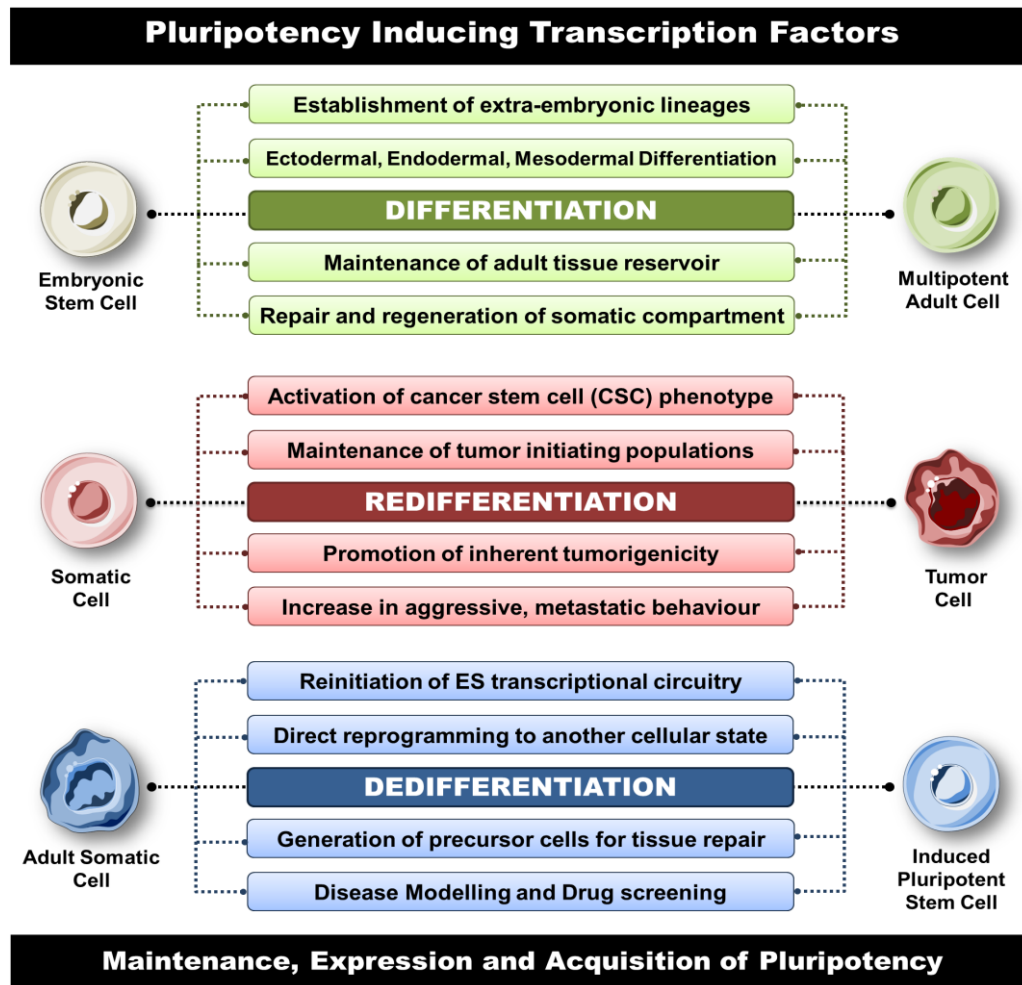 Pluripotency Inducing Transcription Factors
Establishment of extra-embryonic lineages
Ectodermal, Endodermal, Mesodermal Differentiation
DIFFERENTIATION
Maintenance of adult tissue reservoir
Repair and regeneration of somatic compartment
Embryonic
Stem Cell
Multipotent
Adult Cell
Activation of cancer stem cell (CSC) phenotype
Maintenance of tumor initiating populations
REDIFFERENTIATION
Promotion of inherent tumorigenicity
Increase in aggressive, metastatic behaviour
Somatic
Cell
Tumor
Cell
Reinitiation of ES transcriptional circuitry
Direct reprogramming to another cellular state
DEDIFFERENTIATION
Generation of precursor cells for tissue repair
Disease Modelling and Drug screening
Adult Somatic
Cell
Induced
Pluripotent
Stem Cell
Maintenance, Expression and Acquisition of Pluripotency